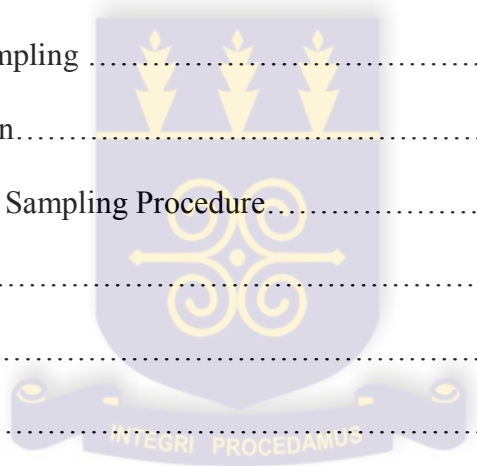 mpling ……………………………………
n……………………………………………
Sampling Procedure…………………
………………………………………………
………………………………………………
………………………………………………
INTEGRI PROCEDAMUS